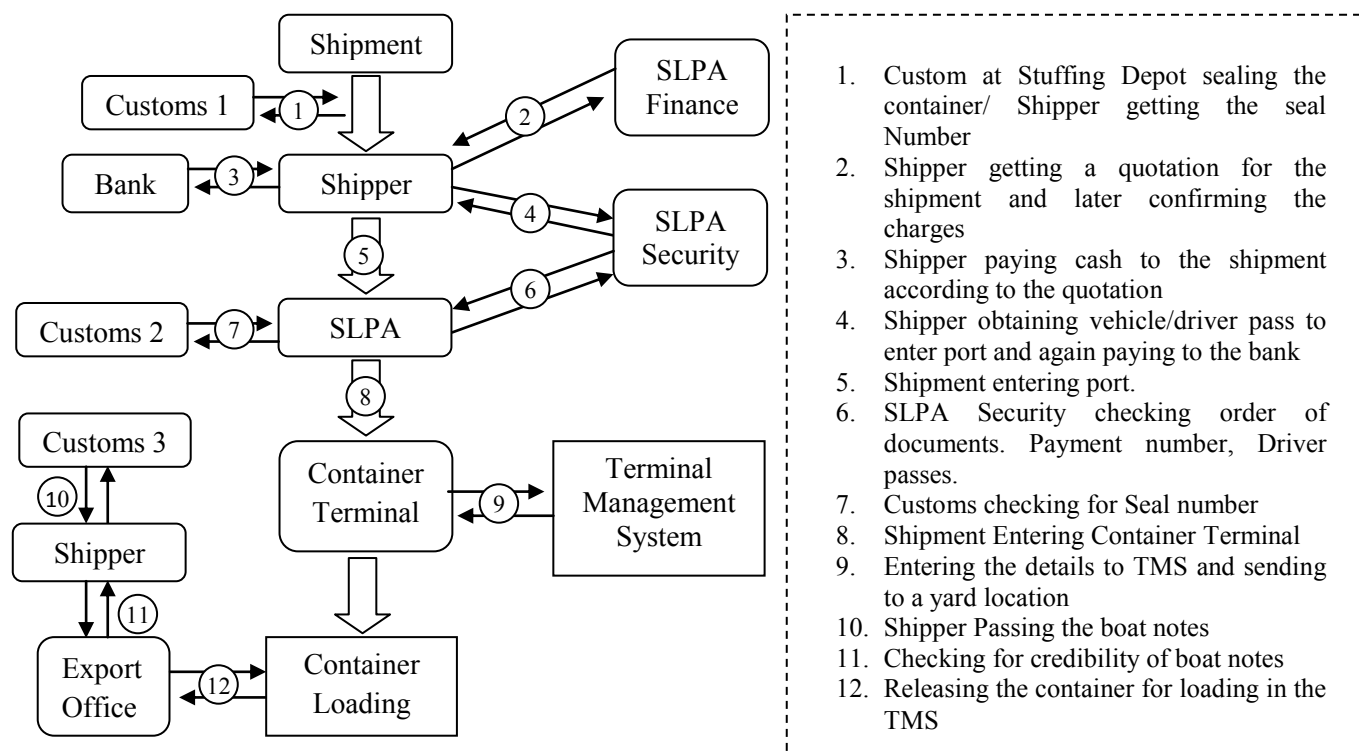 Shipment
SLPA
Finance
Customs 1
1
2
Bank
3
Shipper
4
SLPA
Security
5
6
Customs 2
7
SLPA
8
Customs 3
10
Container
Terminal
9
Terminal
Management
System
Shipper
11
Export
Office
12
Container
Loading
1. Custom at Stuffing Depot sealing the
container/ Shipper getting the seal
Number
2. Shipper getting a quotation for the
shipment and later confirming the
charges
3. Shipper paying cash to the shipment
according to the quotation
4. Shipper obtaining vehicle/driver pass to
enter port and again paying to the bank
5. Shipment entering port.
6. SLPA Security checking order of
documents. Payment number, Driver
passes.
7. Customs checking for Seal number
8. Shipment Entering Container Terminal
9. Entering the details to TMS and sending
to a yard location
10. Shipper Passing the boat notes
11. Checking for credibility of boat notes
12. Releasing the container for loading in the
TMS